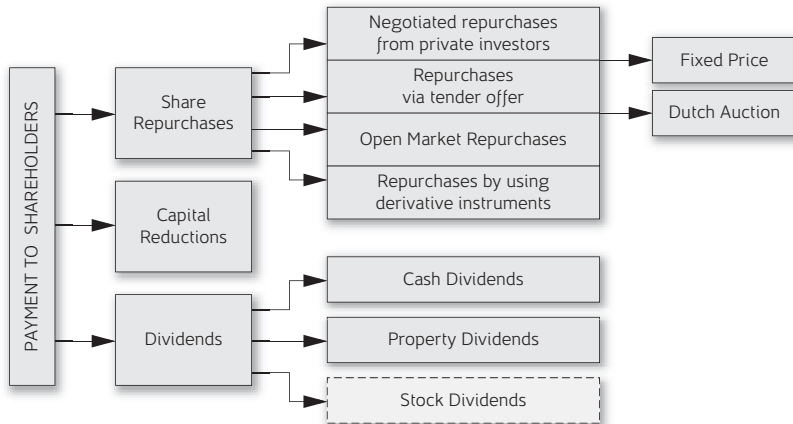 PAYMENT TO SHAREHOLDERS
Share
Repurchases
Capital
Reductions
Dividends
Negotiated repurchases
from private investors
Repurchases
via tender offer
Open Market Repurchases
Repurchases by using
derivative instruments
Fixed Price
Dutch Auction
Cash Dividends
Property Dividends
Stock Dividends